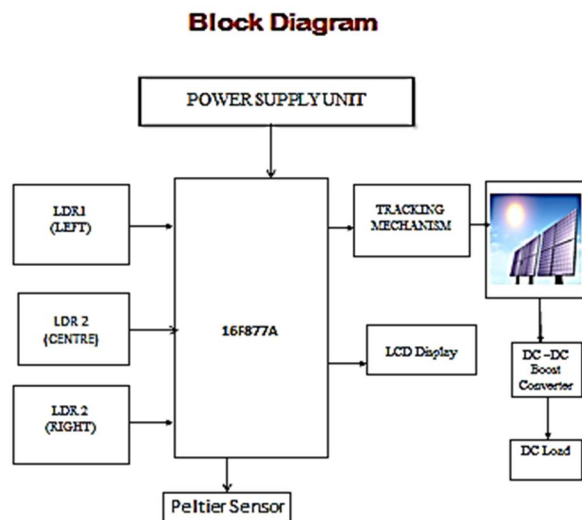 Block Diagram
POWER SUPPLY UNIT
LDR1
(LEFT)
LDR 2
(CENTRE)
LDR.2
(RIGHT)
16F877A
TRACKING
MECHANISM
LCD Display
DC –DC
Boost
Converter
DC Load
Peltier Sensor